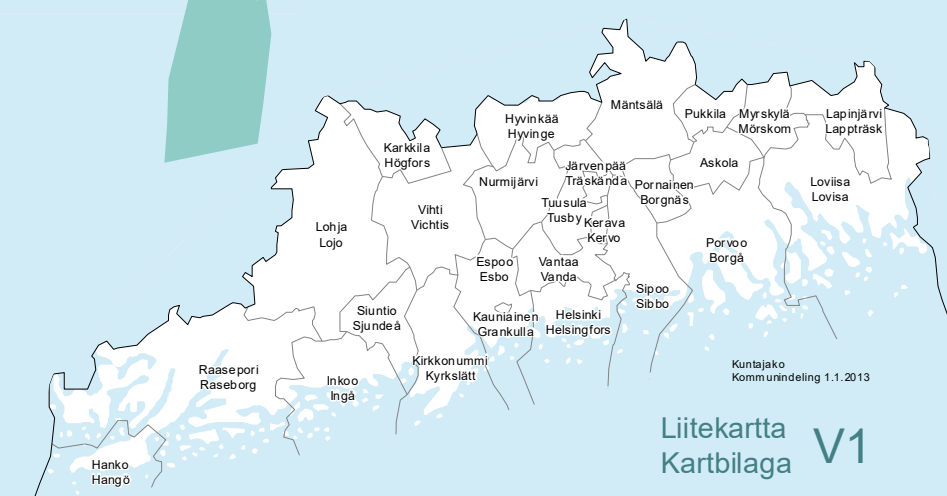 Mäntsälä
Pukkila
Myrskylä
Mörskom
Lapinjärvi
Lappträsk
Hyvinkää
Hyvinge
Karkkila
Högfors
Askola
Järvenpää
Träskända
Nurmijärvi
Pornainen
Borgnäs
Loviisa
Lovisa
Vihti
Vichtis
Tuusula
Tusby
Kerava
Kervo
Lohja
Lojo
Porvoo
Borgå
Espoo
Esbo
Vantaa
Vanda
Sipoo
Sibbo
Siuntio
Sjundeå
Kauniainen
Grankulla
Helsinki
Helsingfors
Kirkkonummi
Kyrkslätt
Raasepori
Raseborg
Inkoo
Ingå
Kuntajako
Kommunindeling 1.1.2013
Liitekartta
Kartbilaga
V1
Hanko
Hangö